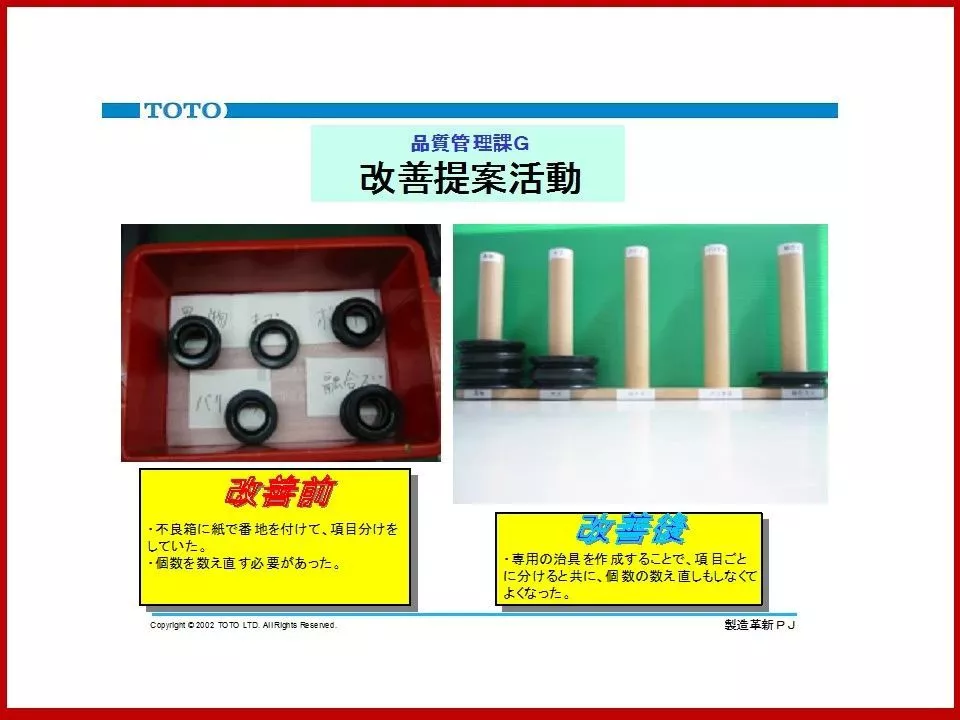 TOTO
品質管理課G
改善提案活動
異物
キズ
バリ
融合
改善前
・不良箱に紙で番地を付けて、項目分けを
していた。
・個数を数え直す必要があった。
改善後
・専用の治具を作成することで、項目ごと
に分けると共に、個数の数え直しもしなくて
よくなった。
Copyright © 2002 TOTO LTD. All Rights Reserved.
製造革新ＰＪ